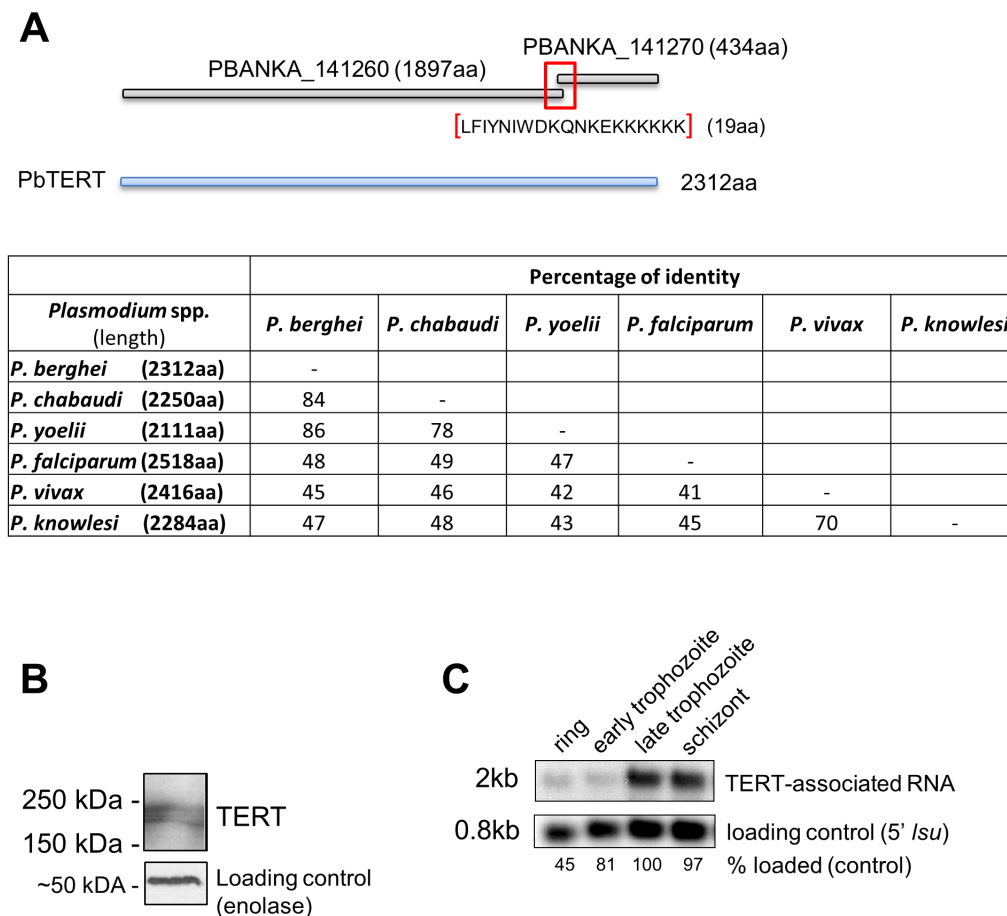 A
PBANKA_141270 (434aa)
PBANKA_141260 (1897aa)
[LFIYNIWDKQNKEKKKKKK] (19aa)
PbTERT
2312aa
Percentage of identity
Plasmodium spp. (length) P. berghei P. chabaudi P. yoelii P. falciparum P. vivax P. knowlesi
P. berghei (2312aa) -
P. chabaudi (2250aa) 84 -
P. yoelii (2111aa) 86 78 -
P. falciparum (2518aa) 48 49 47 -
P. vivax (2416aa) 45 46 42 41 -
P. knowlesi (2284aa) 47 48 43 45 70 -
B
250 kDa -
TERT
150 kDa -
~50 kDA -
Loading control
(enolase)
C
ring
early trophozoite
late trophozoite
schizont
2kb
TERT-associated RNA
0.8kb
loading control (5' lsu)
45 81 100 97 % loaded (control)